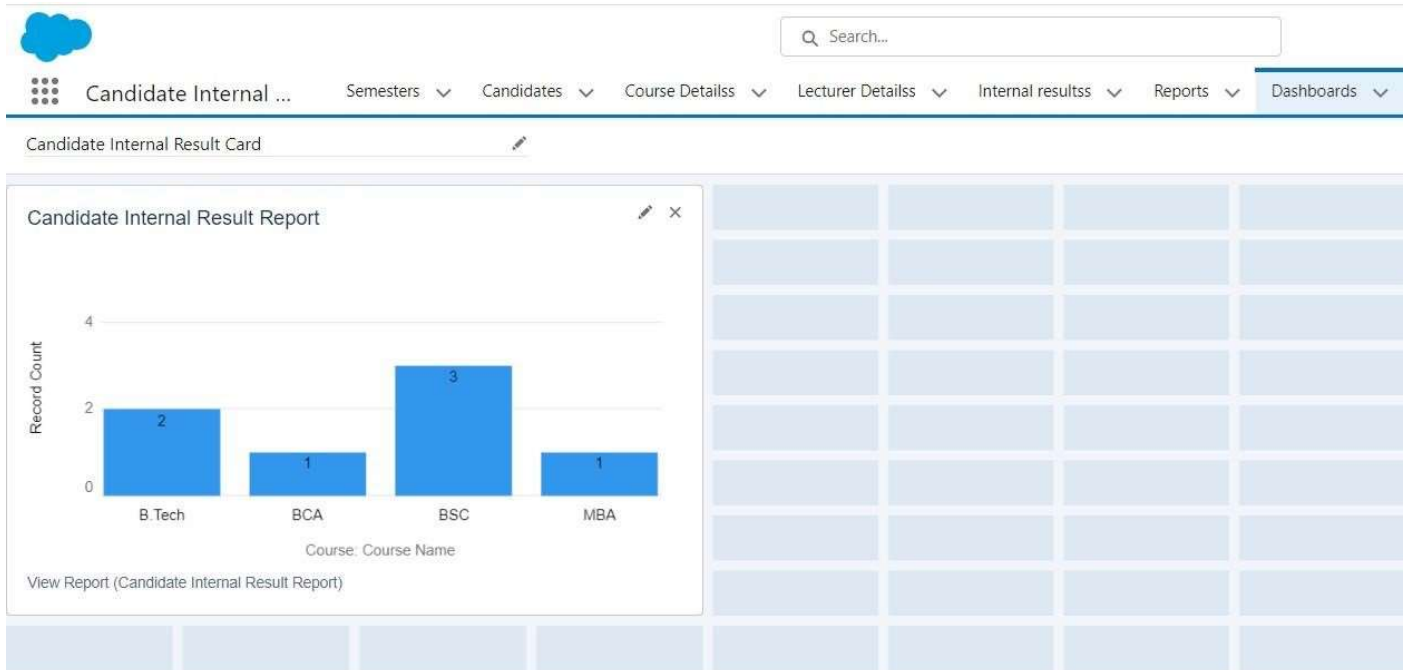 Search...
Candidate Internal ... Semesters Candidates Course Detailss Lecturer Detailss Internal resultss Reports Dashboards
Candidate Internal Result Card
Candidate Internal Result Report
4
2
0
Record Count
2
1
3
1
B.Tech BCA BSC MBA
Course: Course Name
View Report (Candidate Internal Result Report)